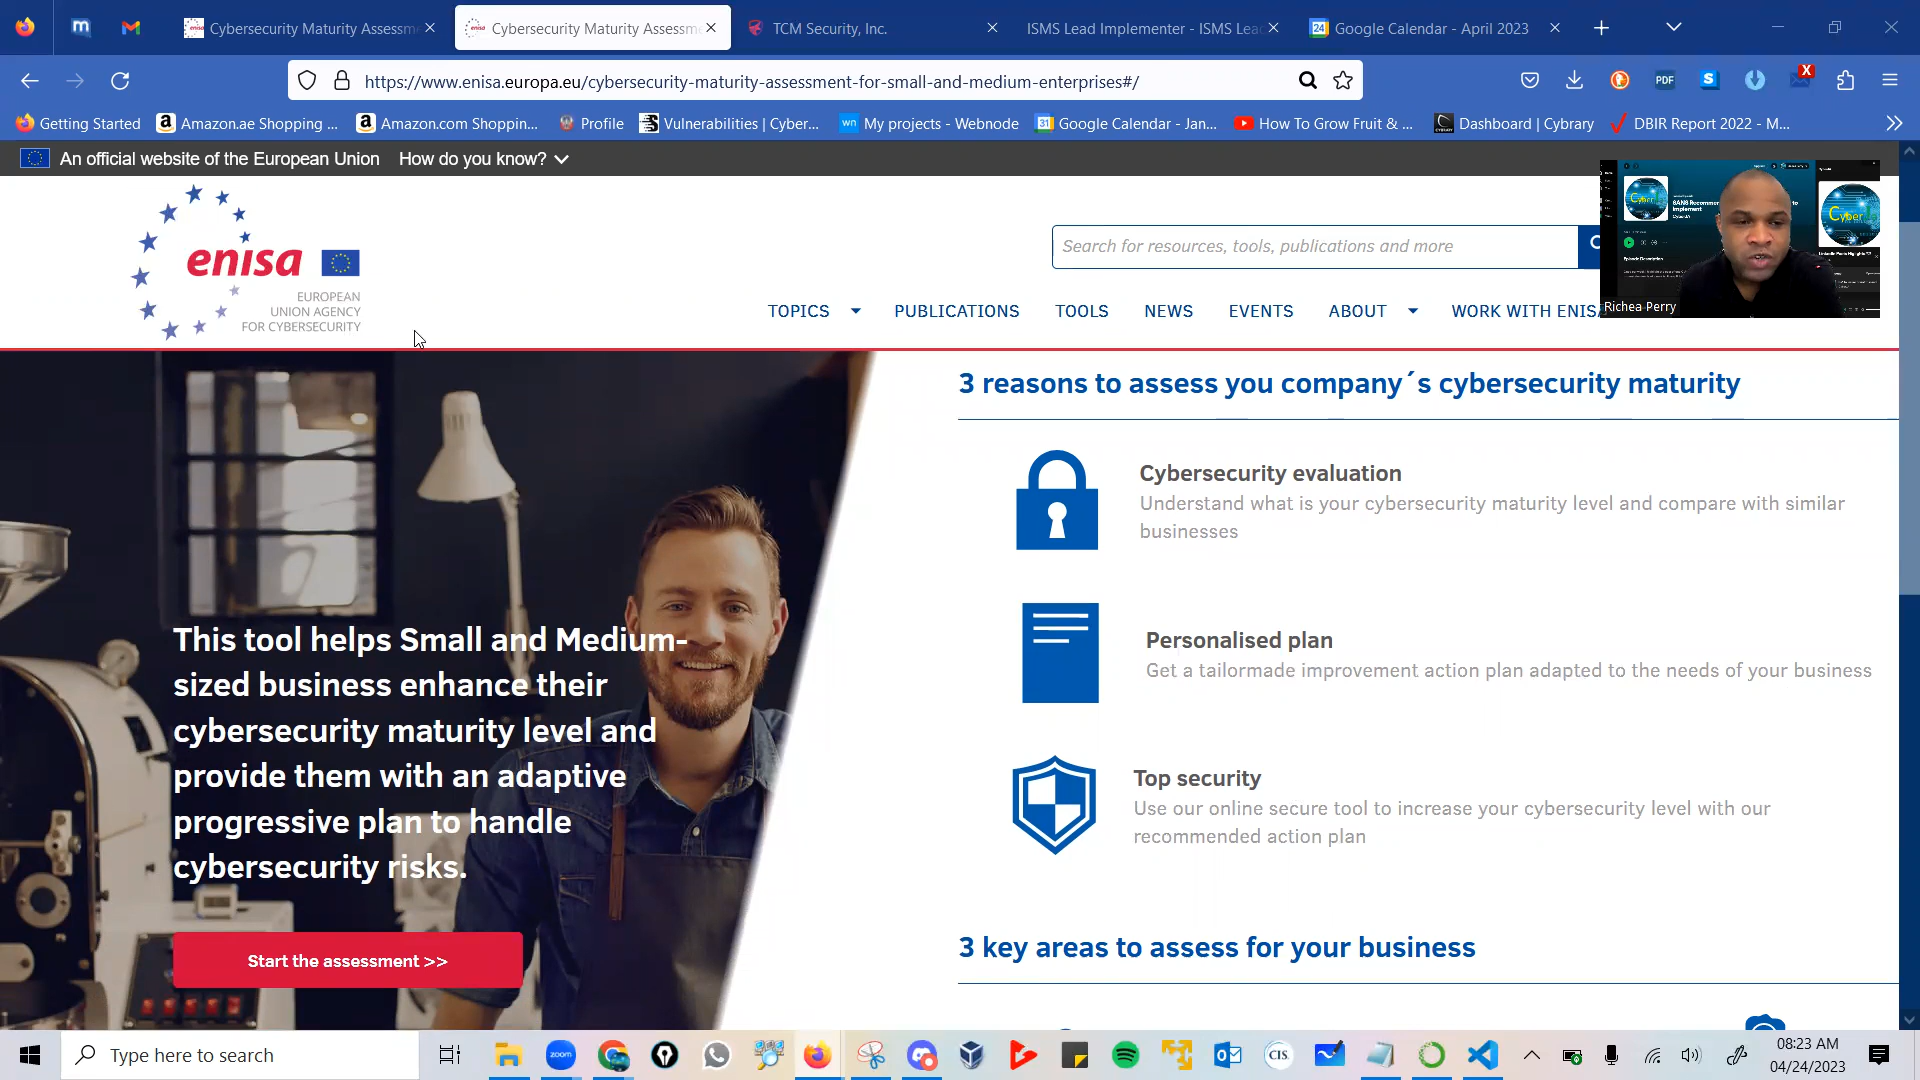 Cybersecurity Maturity Assessm
Cybersecurity Maturity Assessm
TCM Security, Inc.
ISMS Lead Implementer - ISMS Lea
24
Google Calendar - April 2023
https://www.enisa.europa.eu/cybersecurity-maturity-assessment-for-small-and-medium-enterprises#/
PDF
S
X
Getting Started
Amazon.ae Shopping ...
Amazon.com Shoppin...
Profile
Vulnerabilities | Cyber...
wn
My projects - Webnode
31
Google Calendar - Jan...
How To Grow Fruit & ...
Dashboard | Cybrary
DBIR Report 2022 - M...
An official website of the European Union
How do you know?
enisa
EUROPEAN
UNION AGENCY
FOR CYBERSECURITY
Search for resources, tools, publications and more
TOPICS
PUBLICATIONS
TOOLS
NEWS
EVENTS
ABOUT
WORK WITH ENISA
Richea Perry
3 reasons to assess you company´s cybersecurity maturity
Cybersecurity evaluation
Understand what is your cybersecurity maturity level and compare with similar
businesses
Personalised plan
Get a tailormade improvement action plan adapted to the needs of your business
Top security
Use our online secure tool to increase your cybersecurity level with our
recommended action plan
This tool helps Small and Medium-
sized business enhance their
cybersecurity maturity level and
provide them with an adaptive
progressive plan to handle
cybersecurity risks.
Start the assessment >>
3 key areas to assess for your business
Type here to search
zoom
CIS.
08:23 AM
04/24/2023